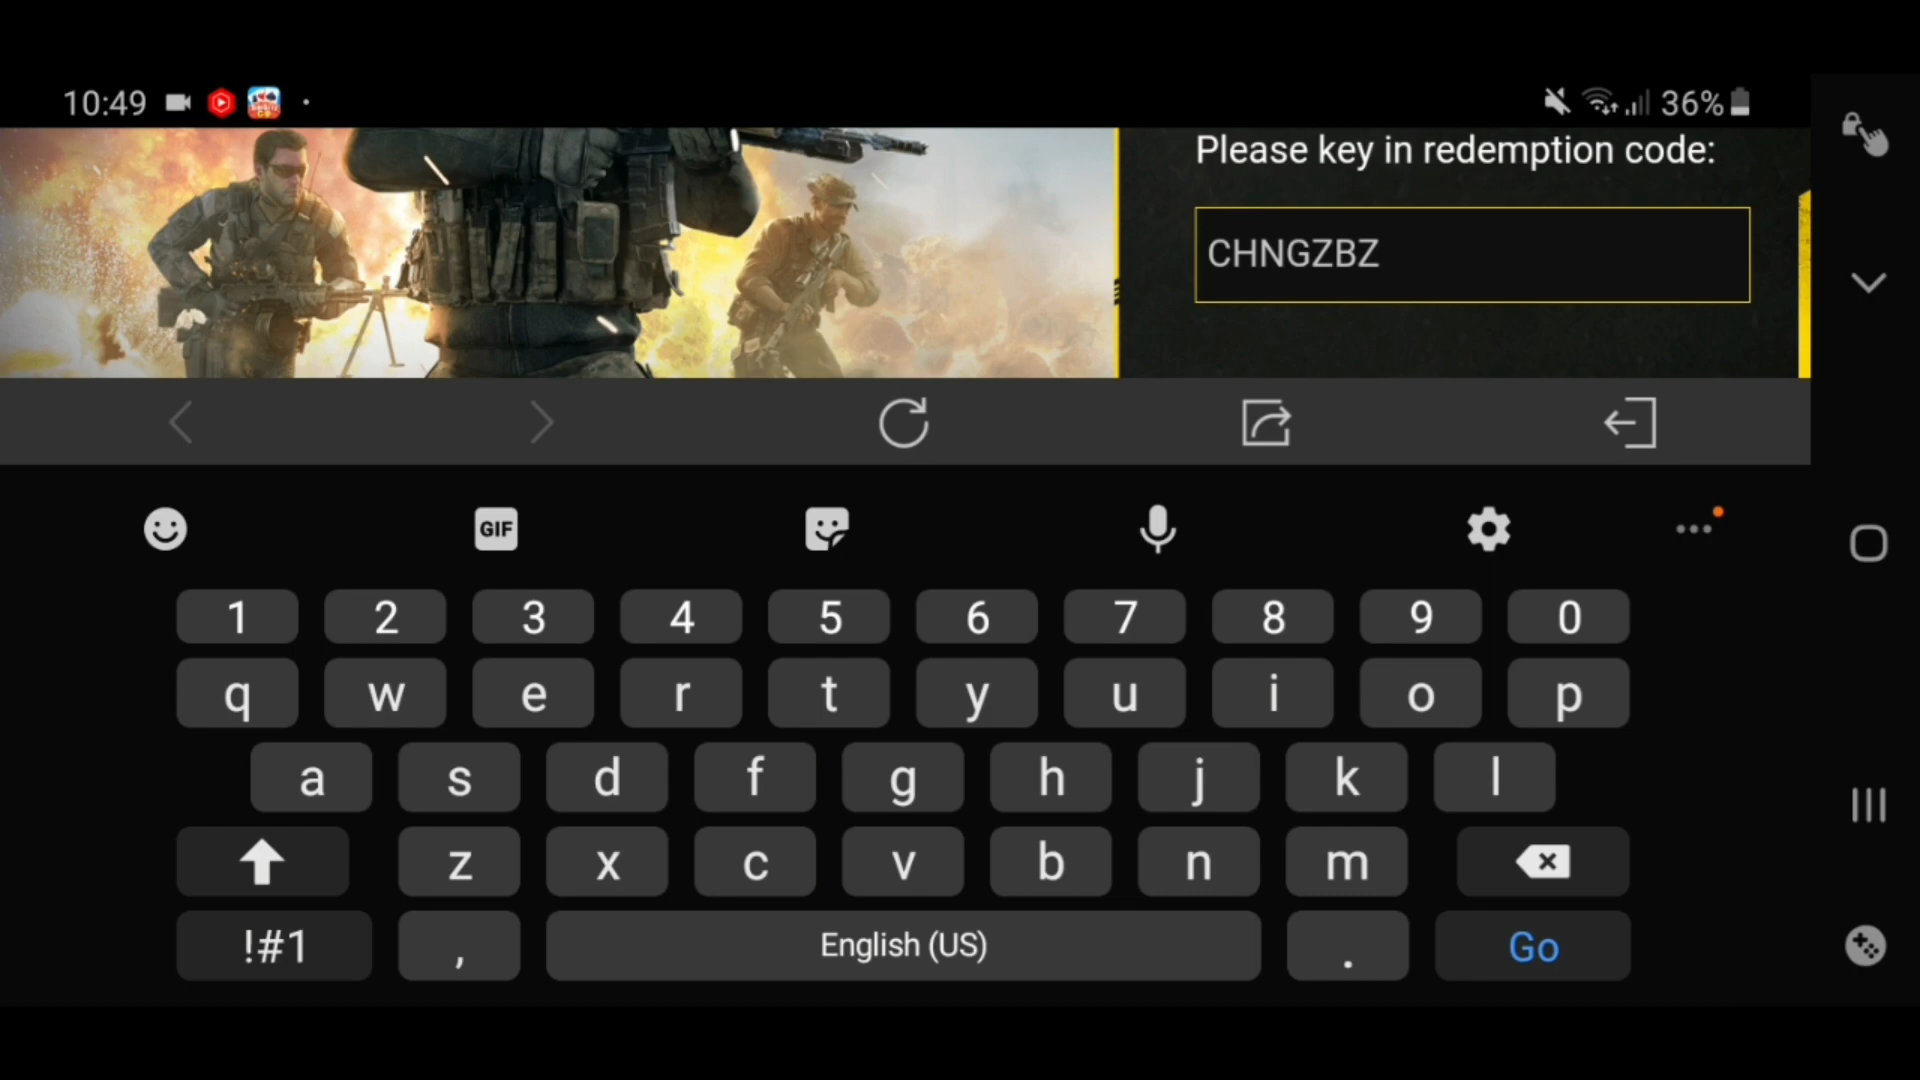 10:49
36%
Please key in redemption code:
CHNGZBZ
GIF
1 2 3 4 5 6 7 8 9 0
q w e r t y u i o p
a s d f g h j k l
z x c v b n m
!#1 , English (US) . Go